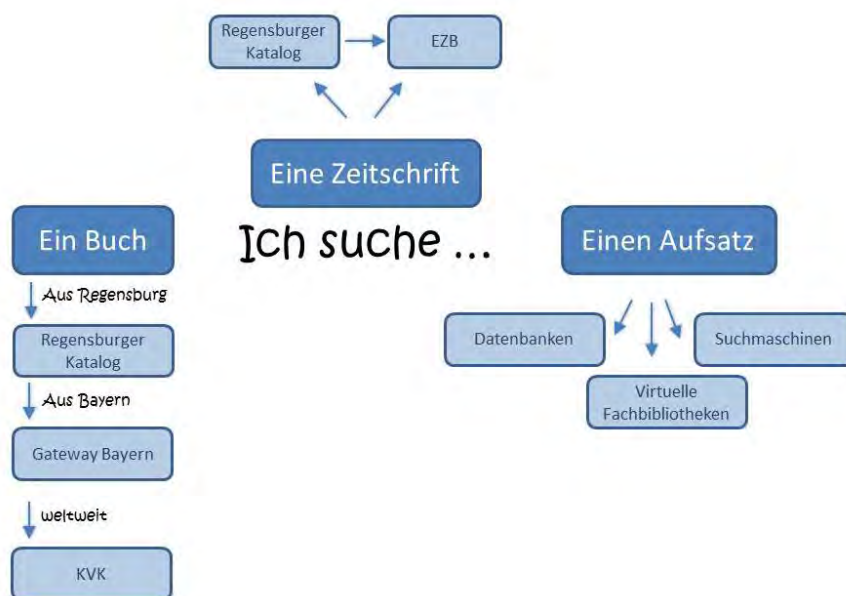 Regensburger
Katalog
EZB
Eine Zeitschrift
Ich suche ...
Ein Buch
Aus Regensburg
Regensburger
Katalog
Aus Bayern
Gateway Bayern
weltweit
KVK
Einen Aufsatz
Datenbanken
Suchmaschinen
Virtuelle
Fachbibliotheken